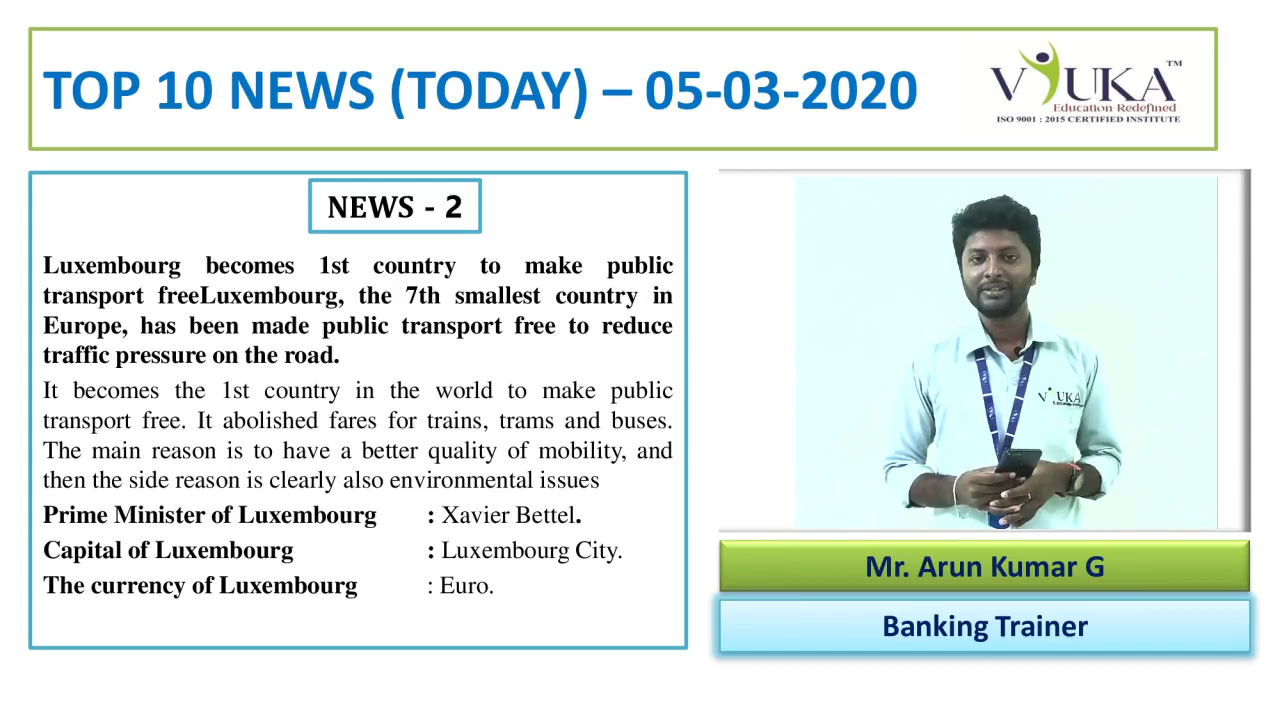 TOP 10 NEWS (TODAY) – 05-03-2020
VYUKA™
Education Redefined
ISO 9001 : 2015 CERTIFIED INSTITUTE
NEWS - 2
Luxembourg becomes 1st country to make public
transport freeLuxembourg, the 7th smallest country in
Europe, has been made public transport free to reduce
traffic pressure on the road.
It becomes the 1st country in the world to make public
transport free. It abolished fares for trains, trams and buses.
The main reason is to have a better quality of mobility, and
then the side reason is clearly also environmental issues
Prime Minister of Luxembourg : Xavier Bettel.
Capital of Luxembourg : Luxembourg City.
The currency of Luxembourg : Euro.
VYUKA
Mr. Arun Kumar G
Banking Trainer